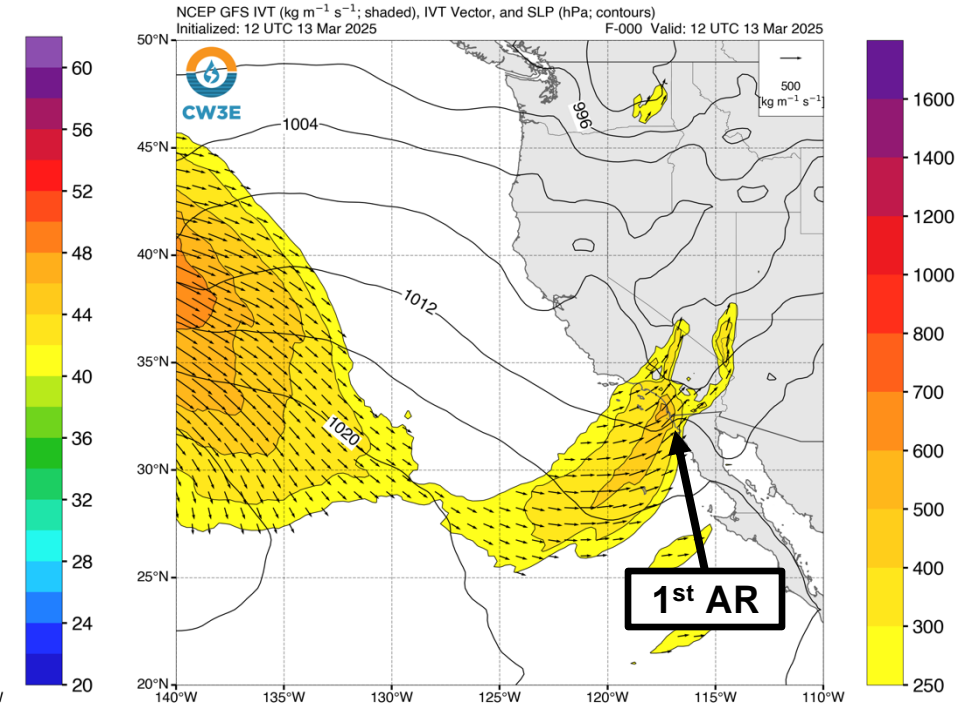 NCEP GFS IVT (kg m⁻¹ s⁻¹; shaded), IVT Vector, and SLP (hPa; contours)
Initialized: 12 UTC 13 Mar 2025 F-000 Valid: 12 UTC 13 Mar 2025
60
56
52
48
44
40
36
32
28
24
20
50°N
45°N
40°N
35°N
30°N
25°N
20°N
CW3E
500
[kg m⁻¹ s⁻¹]
996
1004
1012
1020
1st AR
140°W 135°W 130°W 125°W 120°W 115°W 110°W
1600
1400
1200
1000
800
700
600
500
400
300
250